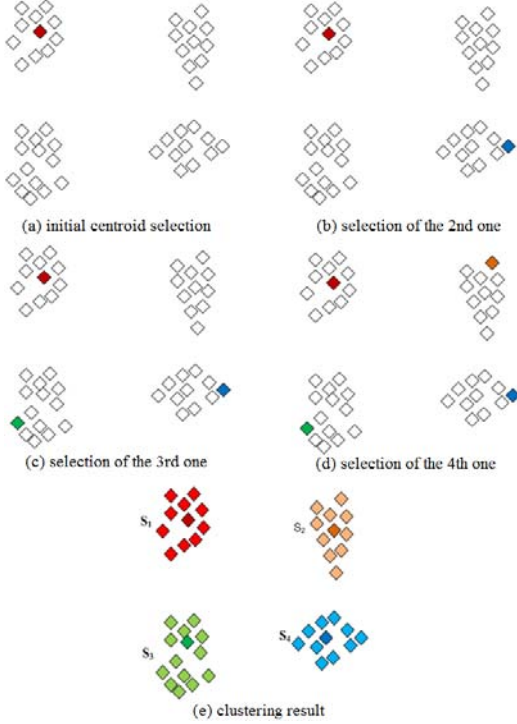 (a) initial centroid selection
(b) selection of the 2nd one
(c) selection of the 3rd one
(d) selection of the 4th one
S1
S2
S3
S4
(e) clustering result